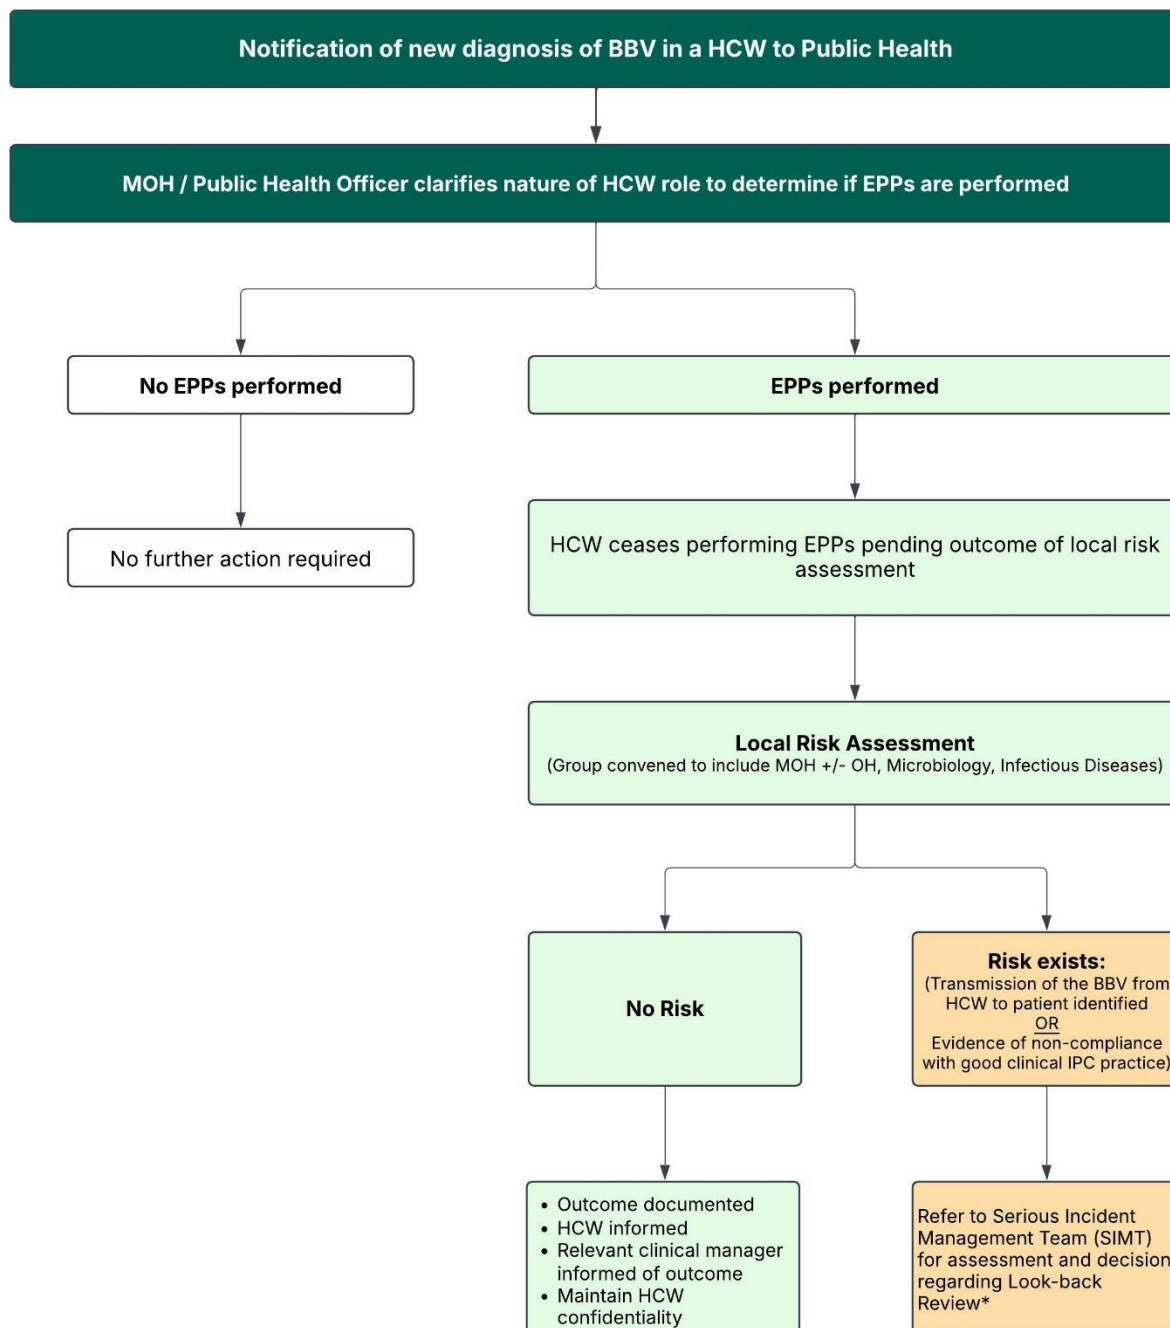 Notification of new diagnosis of BBV in a HCW to Public Health
MOH / Public Health Officer clarifies nature of HCW role to determine if EPPs are performed
No EPPs performed
EPPs performed
No further action required
HCW ceases performing EPPs pending outcome of local risk
assessment
Local Risk Assessment
(Group convened to include MOH +/- OH, Microbiology, Infectious Diseases)
No Risk
Risk exists:
(Transmission of the BBV from
HCW to patient identified
OR
Evidence of non-compliance
with good clinical IPC practice)
• Outcome documented
• HCW informed
• Relevant clinical manager
informed of outcome
• Maintain HCW
confidentiality
Refer to Serious Incident
Management Team (SIMT)
for assessment and decision
regarding Look-back
Review*